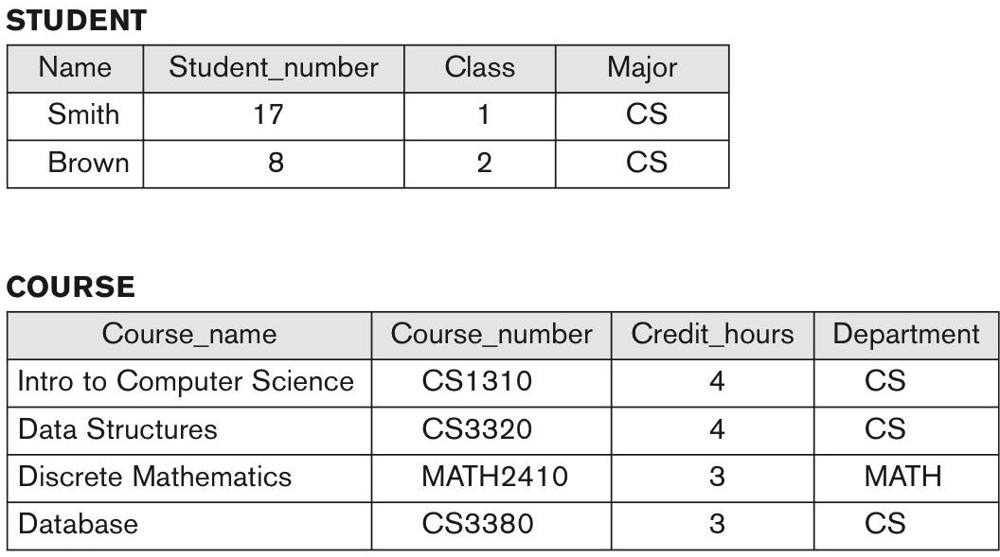 STUDENT
Name Student_number Class Major
Smith 17 1 CS
Brown 8 2 CS
COURSE
Course_name Course_number Credit_hours Department
Intro to Computer Science CS1310 4 CS
Data Structures CS3320 4 CS
Discrete Mathematics MATH2410 3 MATH
Database CS3380 3 CS